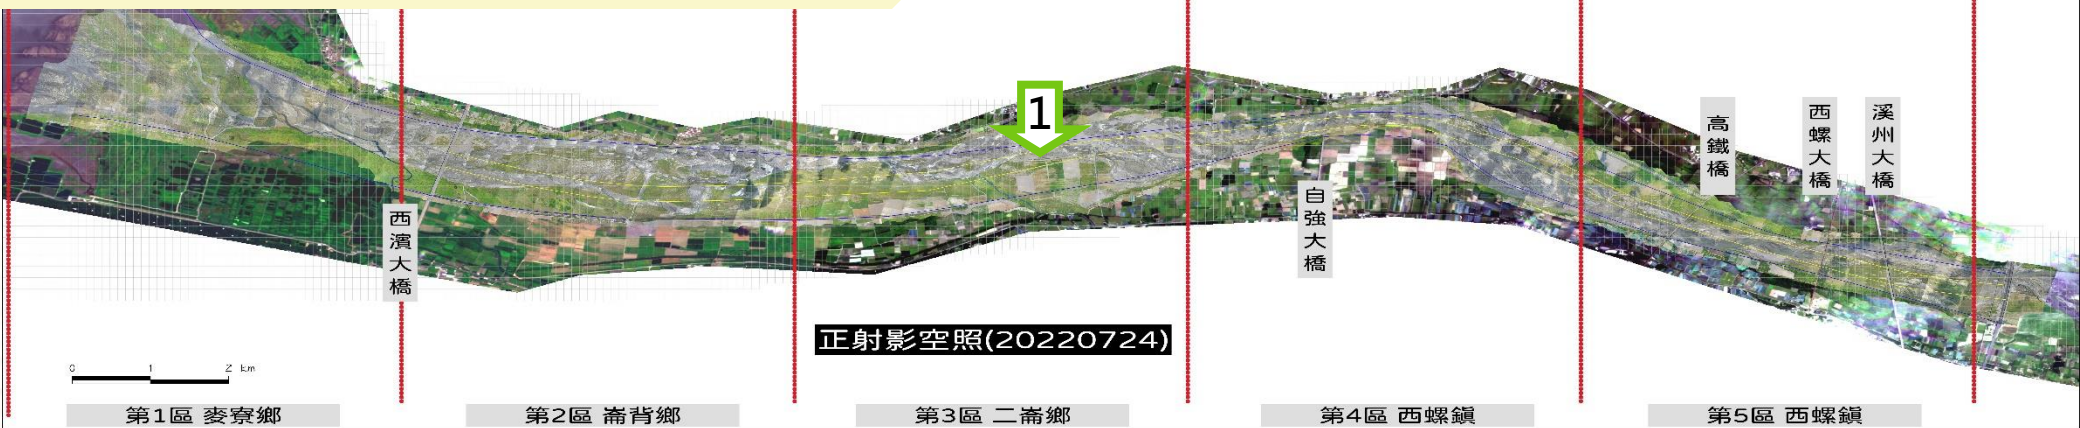 1
高鐵橋
西螺大橋
溪州大橋
西濱大橋
自強大橋
正射影空照(20220724)
0 1 2 km
第1區 麥寮鄉
第2區 崙背鄉
第3區 二崙鄉
第4區 西螺鎮
第5區 西螺鎮